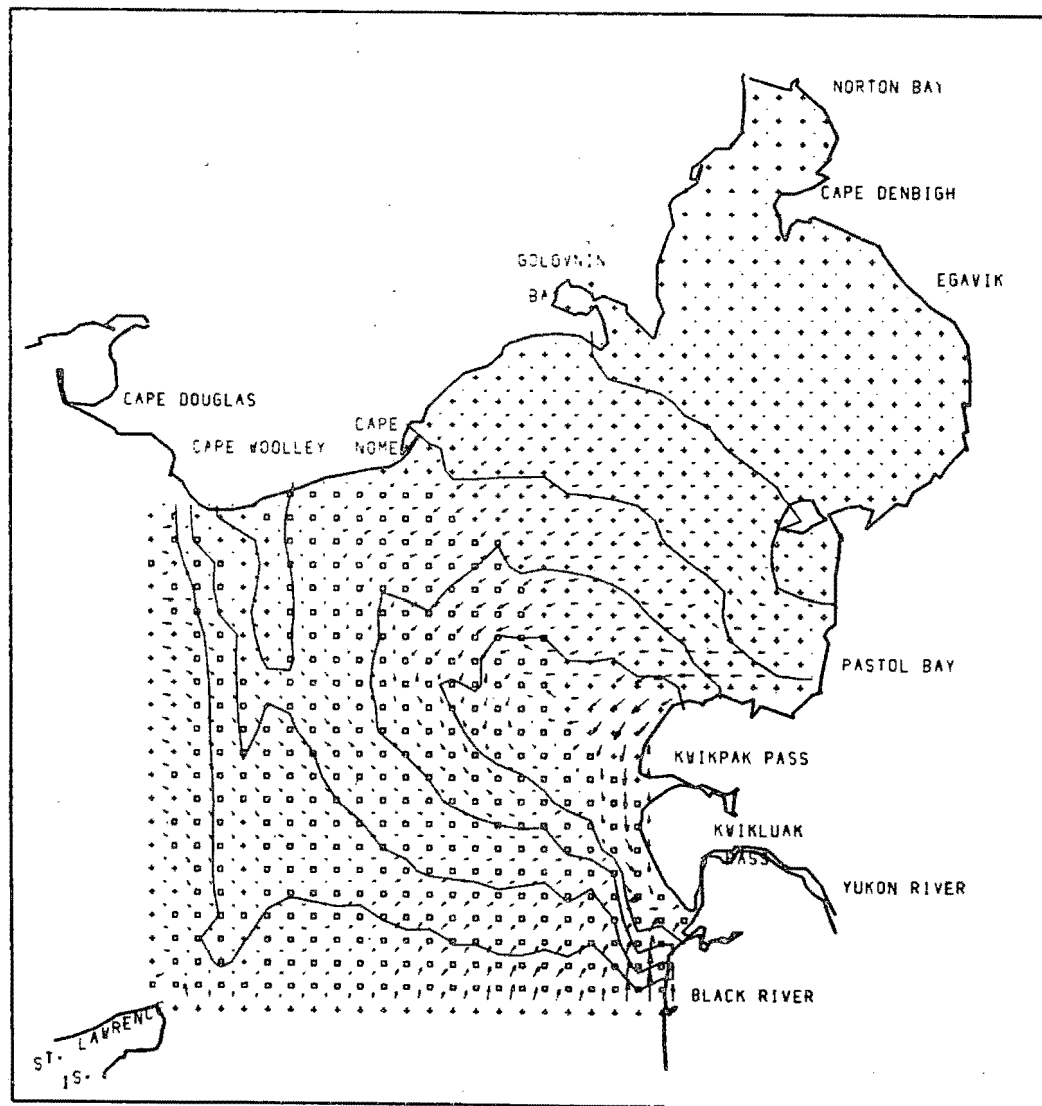 NORTON BAY
CAPE DENBIGH
GOLOVNIN
BAY
EGAVIK
CAPE DOUGLAS
CAPE
NOME
CAPE WOOLLEY
PASTOL BAY
KWIKPAK PASS
KWIKLUAK
PASS
YUKON RIVER
BLACK RIVER
ST. LAWRENCE
IS.